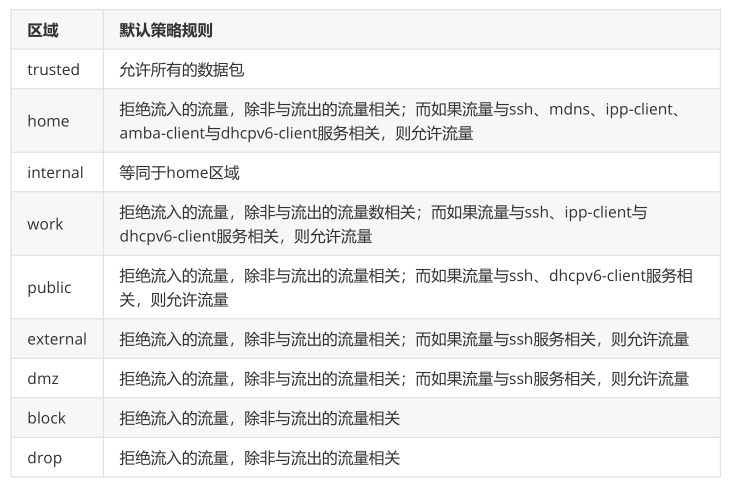 区域 默认策略规则
trusted 允许所有的数据包
home 拒绝流入的流量，除非与流出的流量相关；而如果流量与ssh、mdns、ipp-client、
amba-client与dhcpv6-client服务相关，则允许流量
internal 等同于home区域
work 拒绝流入的流量，除非与流出的流量数相关；而如果流量与ssh、ipp-client与
dhcpv6-client服务相关，则允许流量
public 拒绝流入的流量，除非与流出的流量相关；而如果流量与ssh、dhcpv6-client服务相
关，则允许流量
external 拒绝流入的流量，除非与流出的流量相关；而如果流量与ssh服务相关，则允许流量
dmz 拒绝流入的流量，除非与流出的流量相关；而如果流量与ssh服务相关，则允许流量
block 拒绝流入的流量，除非与流出的流量相关
drop 拒绝流入的流量，除非与流出的流量相关